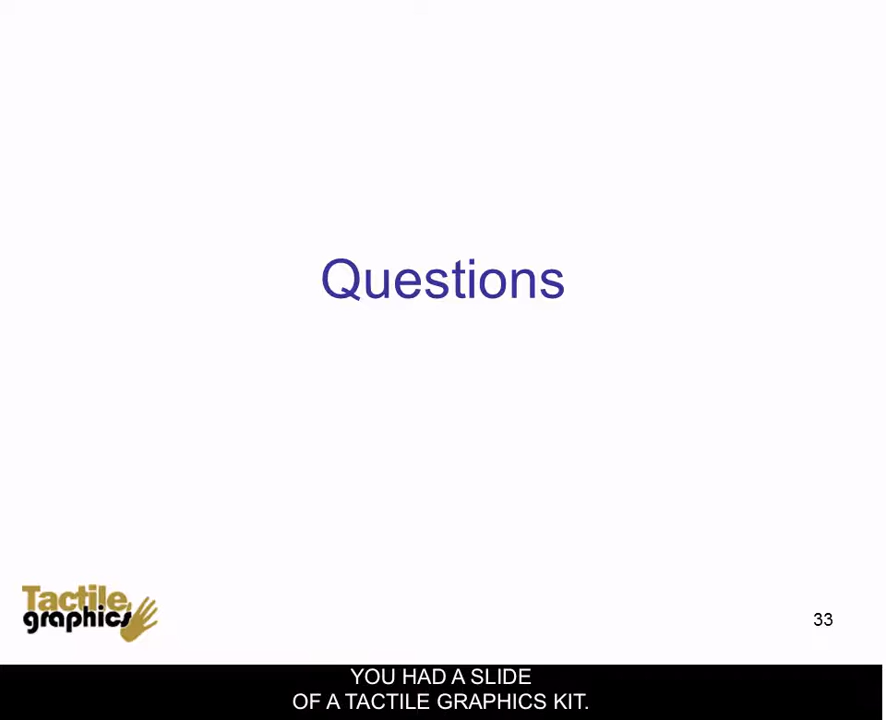 Questions
Tactile
graphics
33
YOU HAD A SLIDE
OF A TACTILE GRAPHICS KIT.